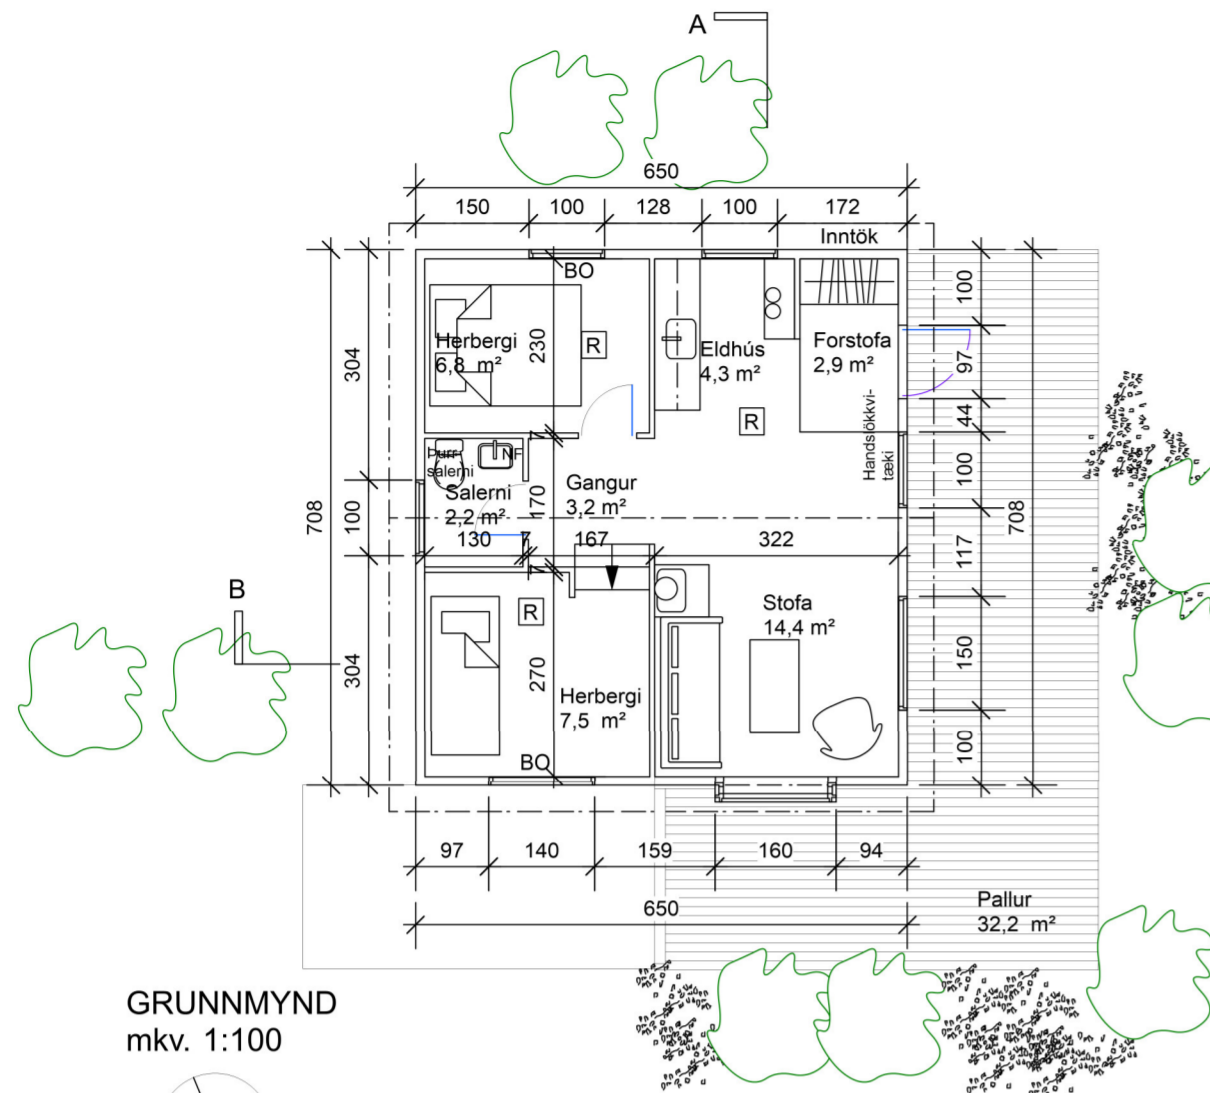 A
650
150 100 128 100 172
Inntök
BO
100
304
Herbergi
6,8 m²
230
R
Eldhús
4,3 m²
Forstofa
2,9 m²
97
44
R
Handslökkvi-
tæki
7
Þurr
salerni
NF
Salerni
2,2 m²
170
Gangur
3,2 m²
100
708
100
708
130 7 167 322
117
7
B
R
Stofa
14,4 m²
304
270
Herbergi
7,5 m²
150
BO
100
97 140 159 160 94
650
Pallur
32,2 m²
GRUNNMYND
mkv. 1:100